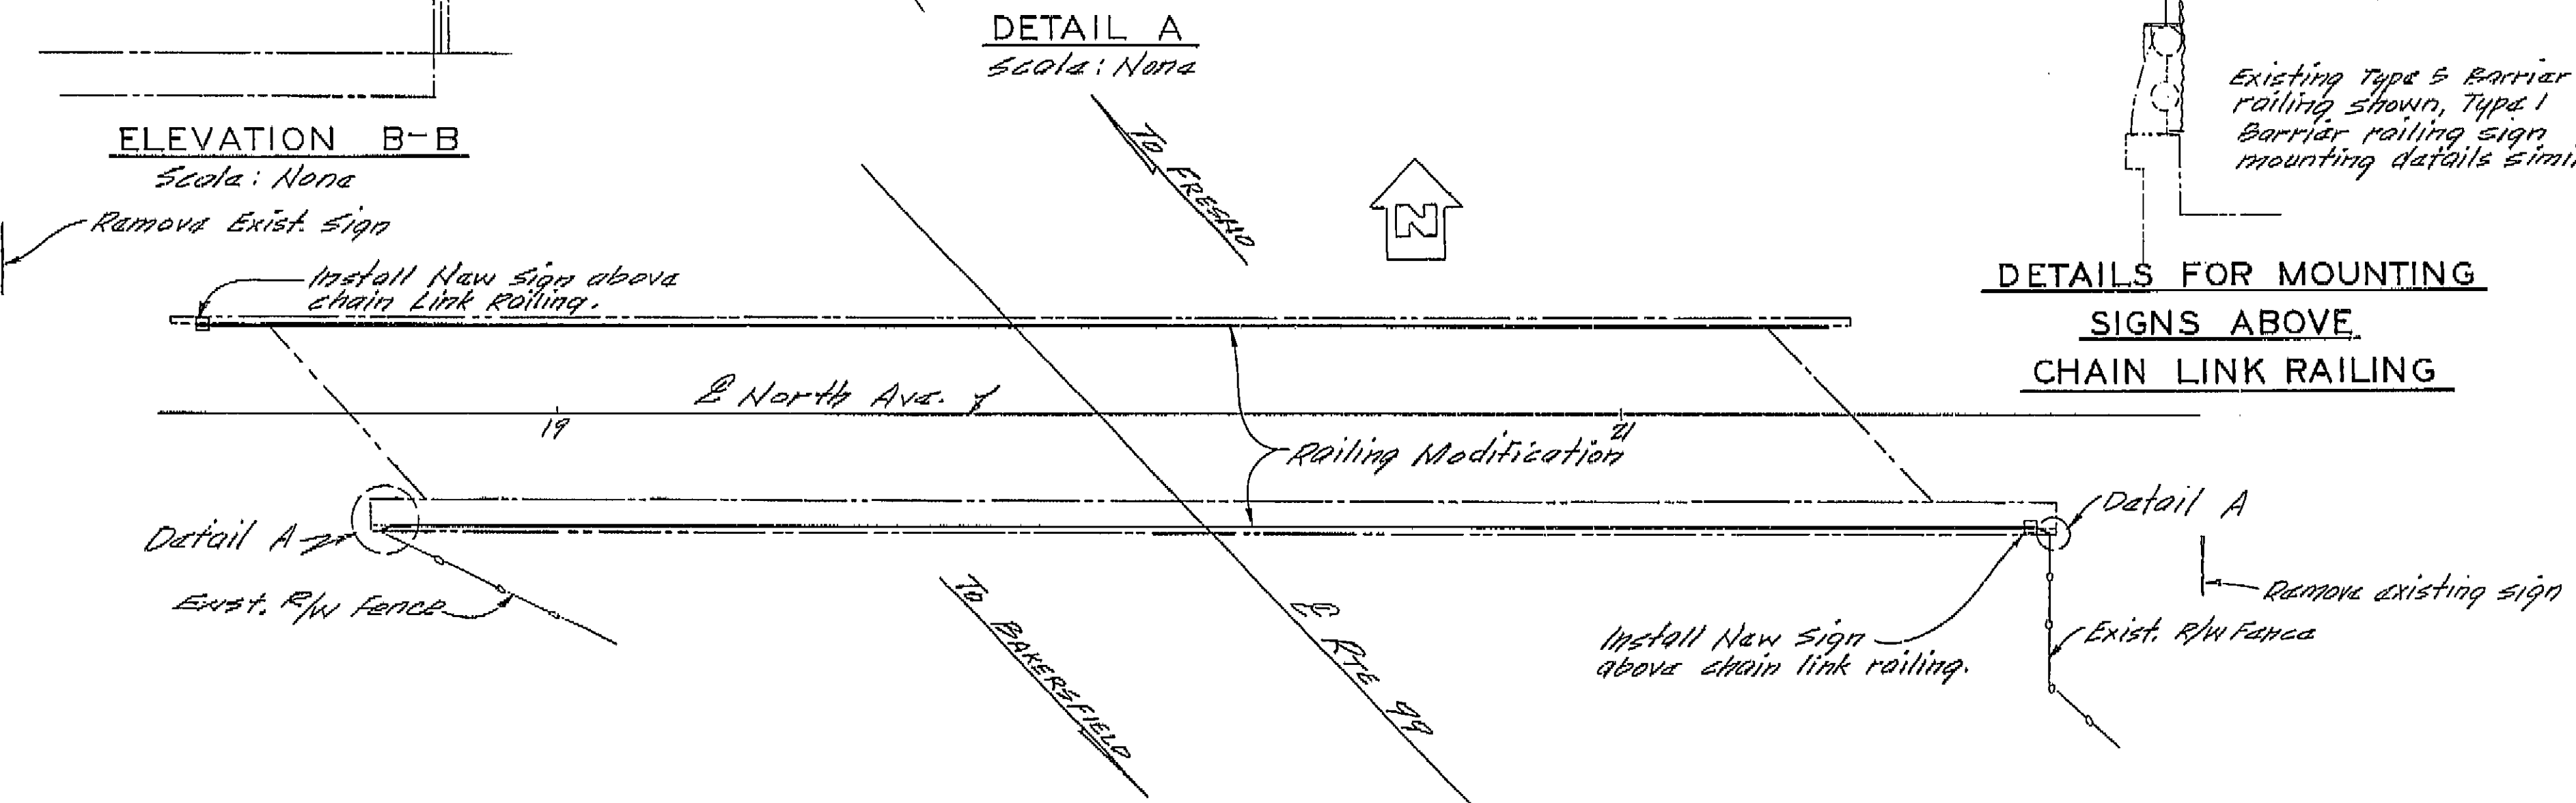 DETAIL A
Scale: None
Existing Type 5 Barrier
railing shown, Type 1
Barrier railing sign
mounting details simil
ELEVATION B-B
Scale: None
To FRESNO
N
Remove Exist. Sign
Install New Sign above
chain Link Railing.
DETAILS FOR MOUNTING
SIGNS ABOVE
CHAIN LINK RAILING
℄ North Ave.
19
21
Railing Modification
Detail A
Detail A
Exist. R/W Fence
Remove existing sign
To BAKERSFIELD
℄ RTE 99
Install New Sign
above chain link railing.
Exist. R/W Fence